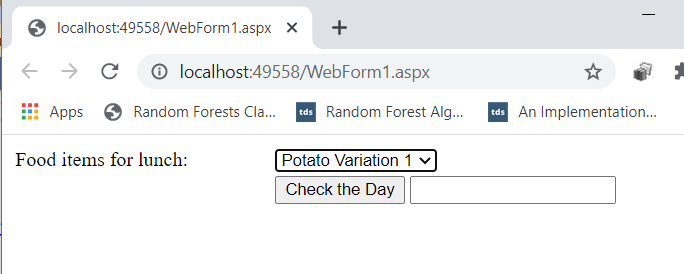 localhost:49558/WebForm1.aspx
localhost:49558/WebForm1.aspx
Apps Random Forests Cla... tds Random Forest Alg... tds An Implementation...
Food items for lunch: Potato Variation 1
Check the Day